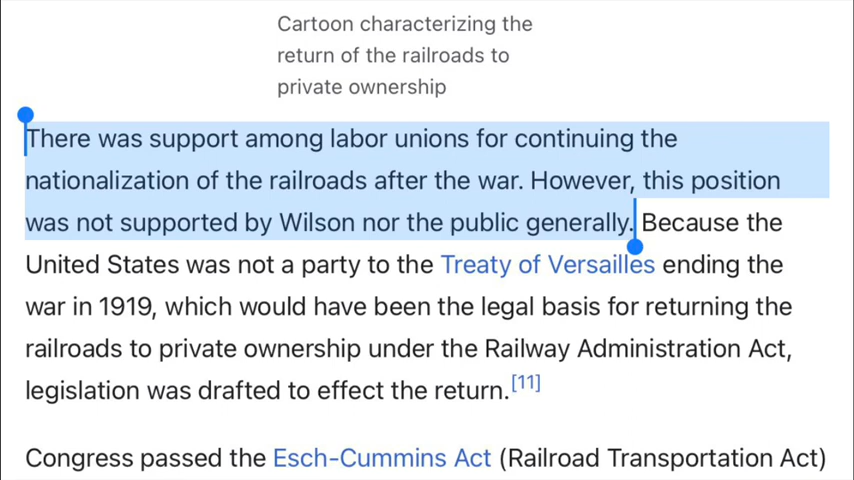 Cartoon characterizing the
return of the railroads to
private ownership
There was support among labor unions for continuing the
nationalization of the railroads after the war. However, this position
was not supported by Wilson nor the public generally. Because the
United States was not a party to the Treaty of Versailles ending the
war in 1919, which would have been the legal basis for returning the
railroads to private ownership under the Railway Administration Act,
legislation was drafted to effect the return.[11]
Congress passed the Esch-Cummins Act (Railroad Transportation Act)